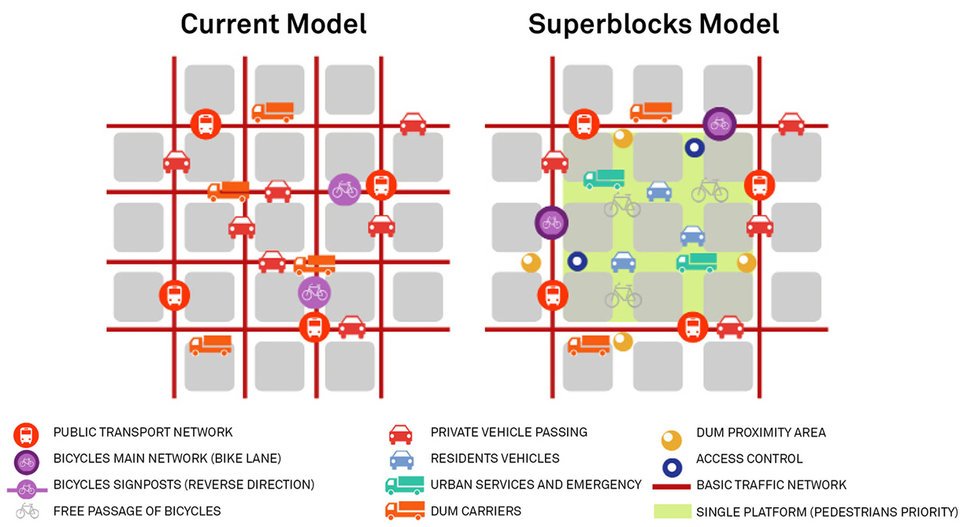 Current Model
Superblocks Model
PUBLIC TRANSPORT NETWORK
BICYCLES MAIN NETWORK (BIKE LANE)
BICYCLES SIGNPOSTS (REVERSE DIRECTION)
FREE PASSAGE OF BICYCLES
PRIVATE VEHICLE PASSING
RESIDENTS VEHICLES
URBAN SERVICES AND EMERGENCY
DUM CARRIERS
DUM PROXIMITY AREA
ACCESS CONTROL
BASIC TRAFFIC NETWORK
SINGLE PLATFORM (PEDESTRIANS PRIORITY)